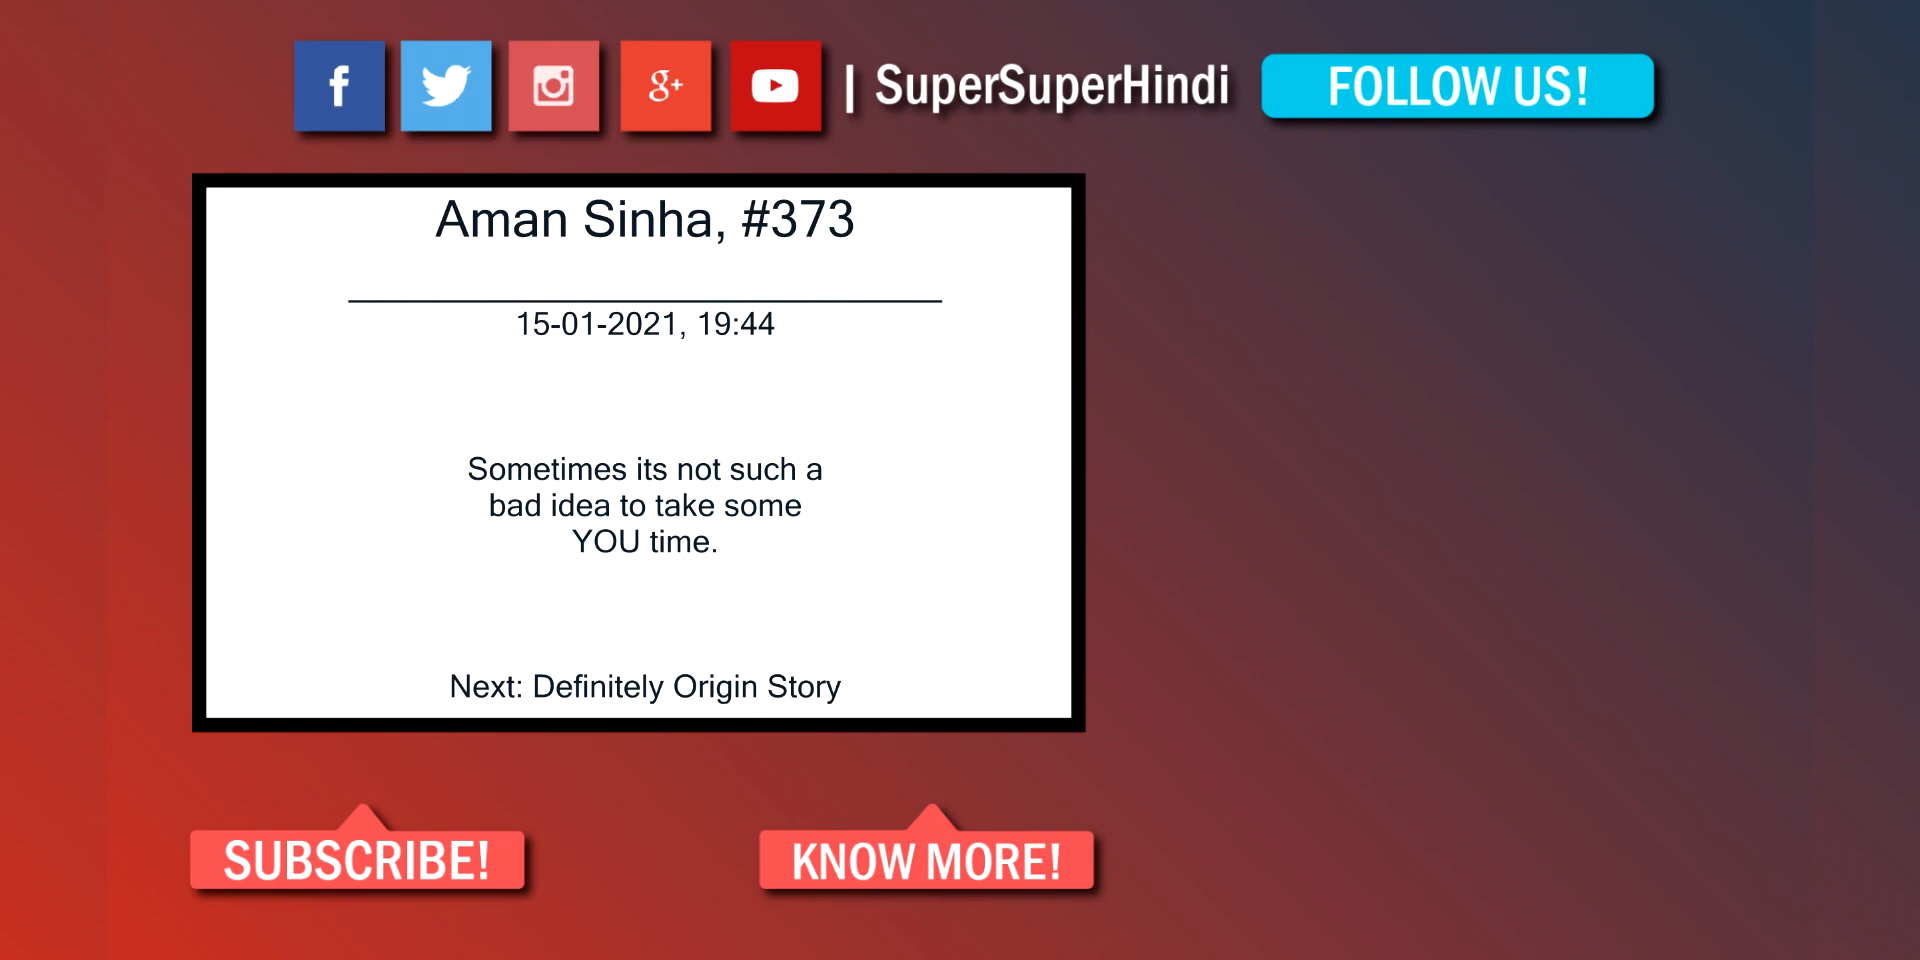 f g+ | SuperSuperHindi FOLLOW US!
Aman Sinha, #373
15-01-2021, 19:44
Sometimes its not such a
bad idea to take some
YOU time.
Next: Definitely Origin Story
SUBSCRIBE! KNOW MORE!